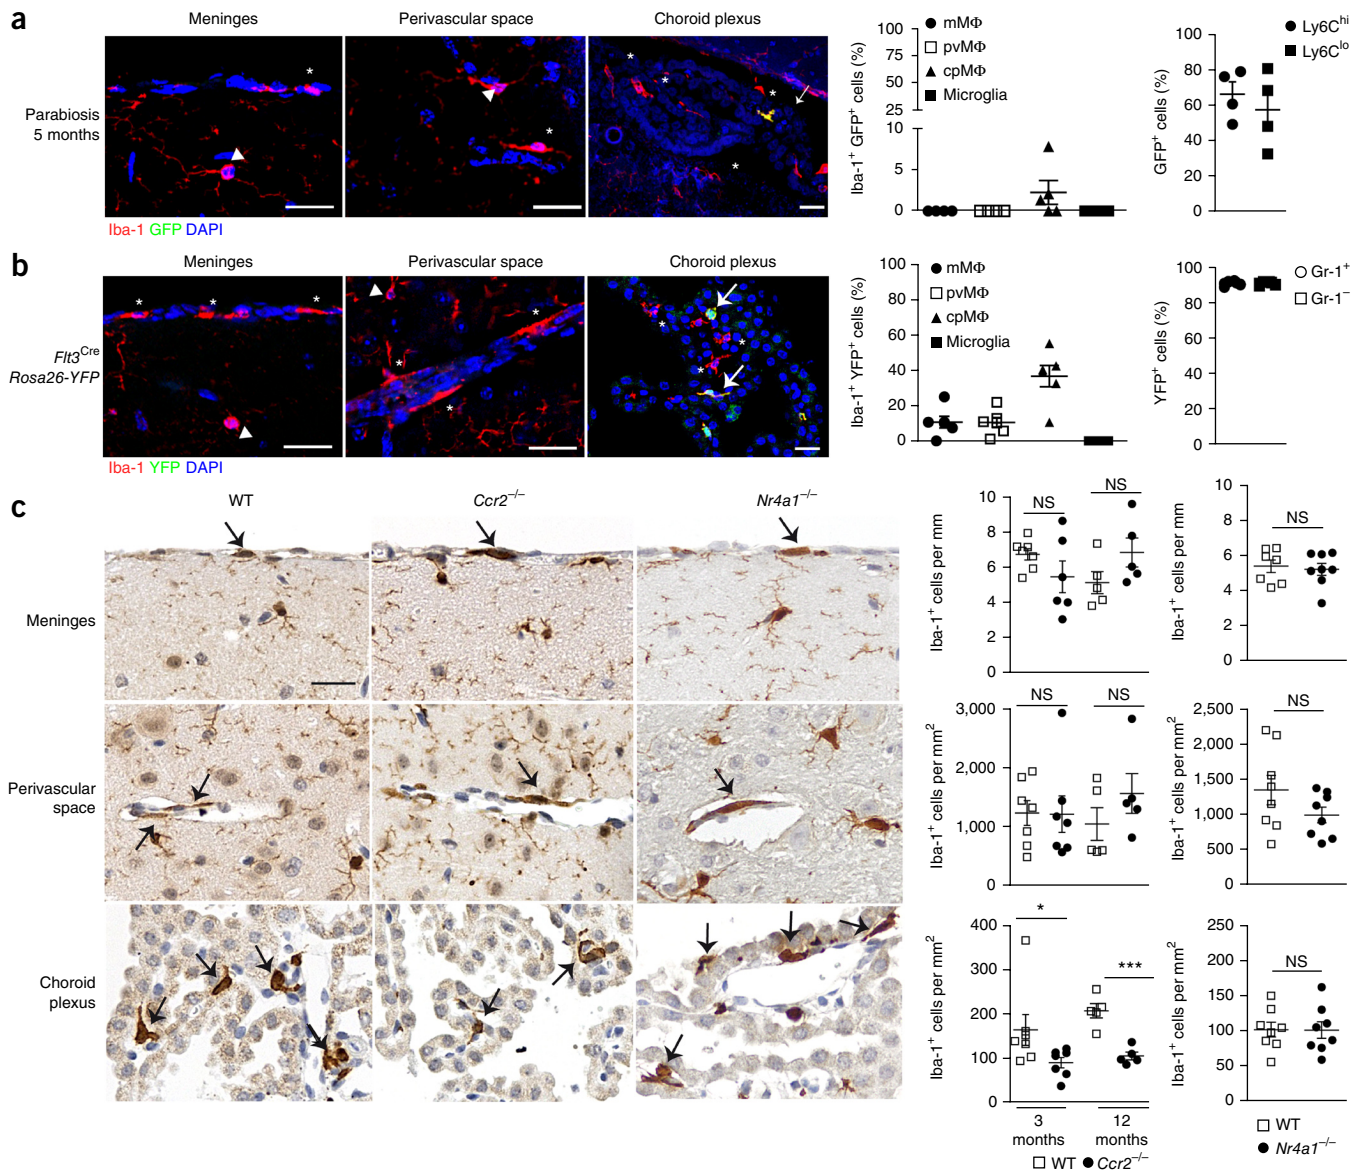 a
Meninges
Perivascular space
Choroid plexus
Parabiosis
5 months
* * * * * *
Iba-1 GFP DAPI
Iba-1⁺ GFP⁺ cells (%)
100
75
50
25
10
5
0
mMΦ
pvMΦ
cpMΦ
Microglia
GFP⁺ cells (%)
100
80
60
40
20
0
Ly6Cʰⁱ
Ly6Cˡᵒ
b
Meninges
Perivascular space
Choroid plexus
Flt3ᶜʳᵉ
Rosa26-YFP
* * * * * * * * *
Iba-1 YFP DAPI
Iba-1⁺ YFP⁺ cells (%)
100
80
60
40
20
0
mMΦ
pvMΦ
cpMΦ
Microglia
YFP⁺ cells (%)
100
80
60
40
20
0
Gr-1⁺
Gr-1⁻
c
WT
Ccr2⁻/⁻
Nr4a1⁻/⁻
Meninges
Iba-1⁺ cells per mm
10
8
6
4
2
0
NS
NS
Iba-1⁺ cells per mm
10
8
6
4
2
0
NS
Perivascular
space
Iba-1⁺ cells per mm²
3,000
2,000
1,000
0
NS
NS
Iba-1⁺ cells per mm²
2,500
2,000
1,500
1,000
500
0
NS
Choroid
plexus
Iba-1⁺ cells per mm²
400
300
200
100
0
*
***
3
months
12
months
WT Ccr2⁻/⁻
Iba-1⁺ cells per mm²
250
200
150
100
50
0
NS
WT
Nr4a1⁻/⁻